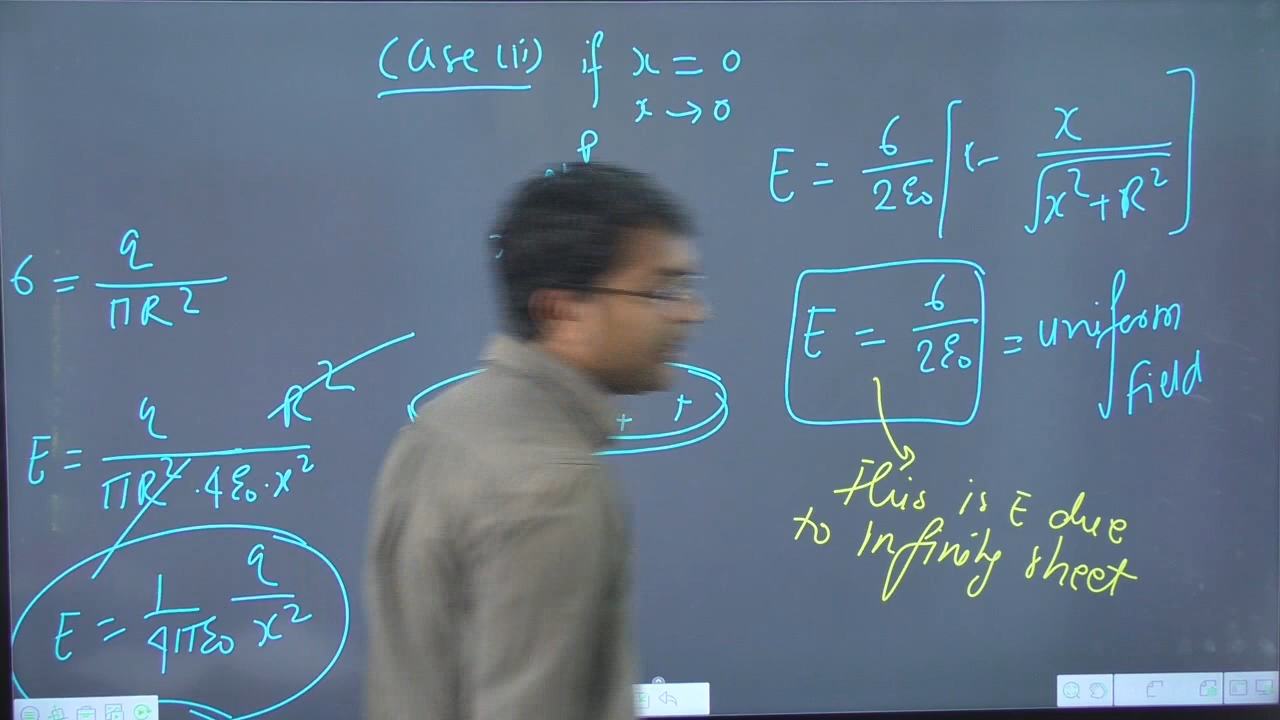 Case (ii) if x = 0
x → 0
P
E = σ/2ε₀ [1 - x/√(x² + R²)]
σ = q/πR²
E = σ/2ε₀ = uniform field
E = q R²/πR² · 4ε₀ · x²
+ +
This is E due
to infinity sheet
E = 1/4πε₀ q/x²